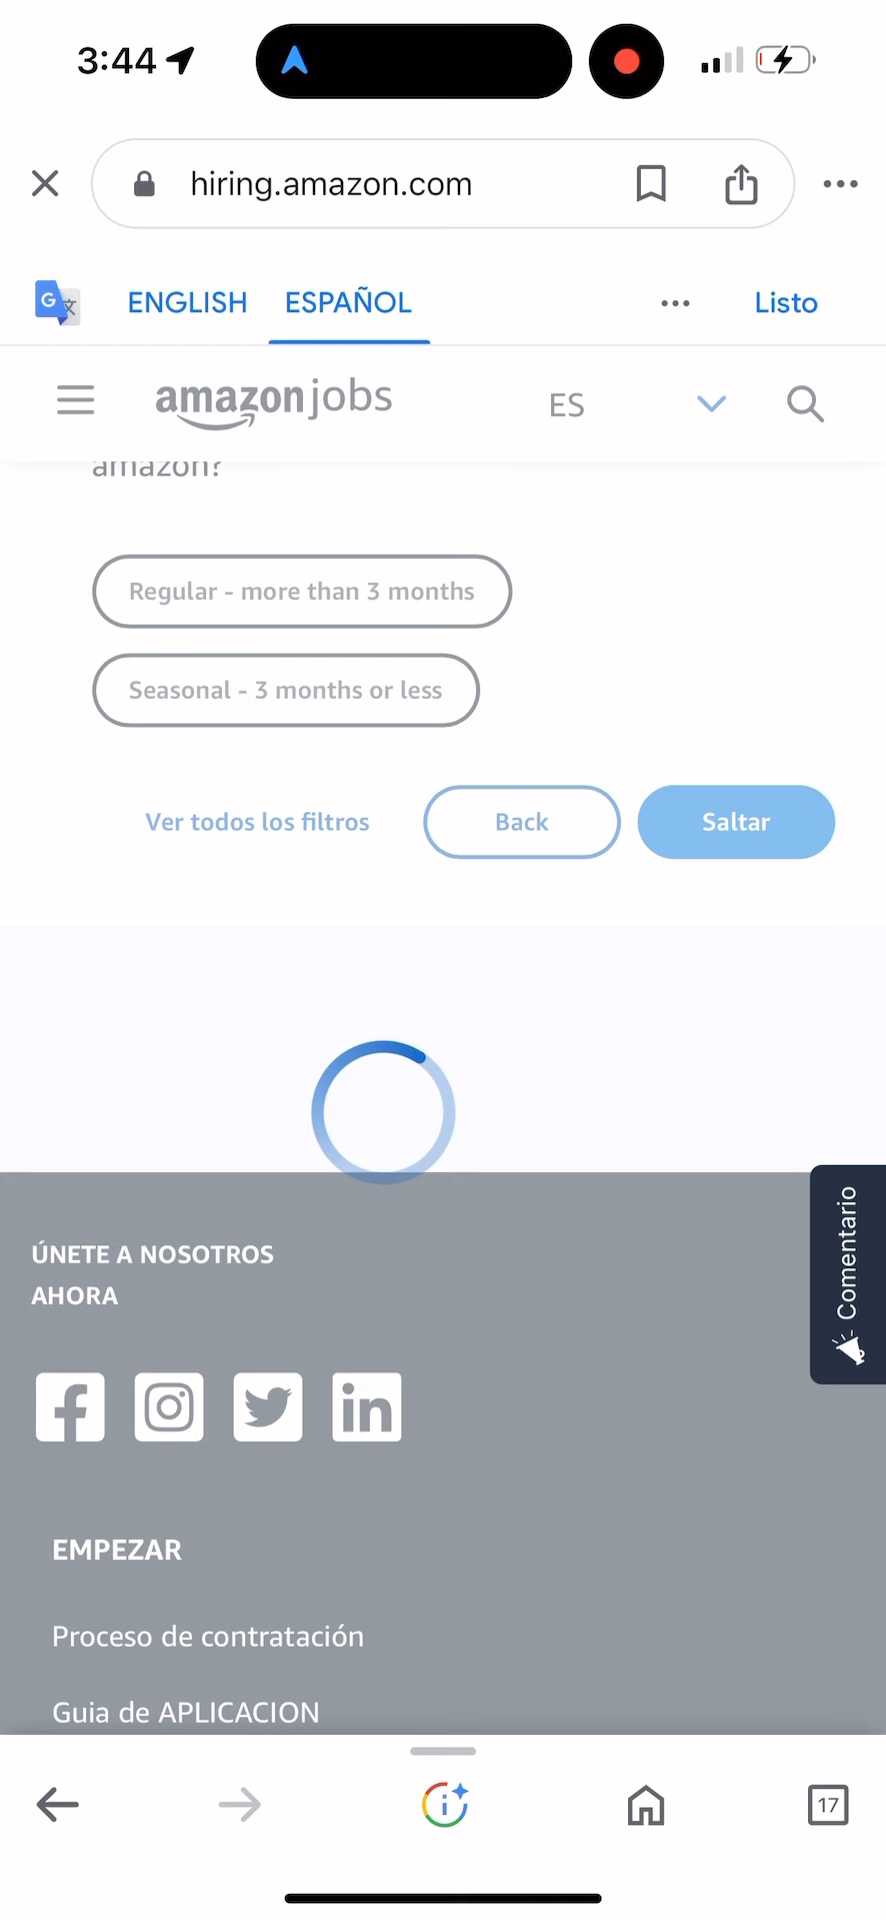 3:44
hiring.amazon.com
ENGLISH ESPAÑOL ... Listo
amazon jobs ES
amazon?
Regular - more than 3 months
Seasonal - 3 months or less
Ver todos los filtros Back Saltar
Comentario
ÚNETE A NOSOTROS
AHORA
EMPEZAR
Proceso de contratación
Guia de APLICACION
17